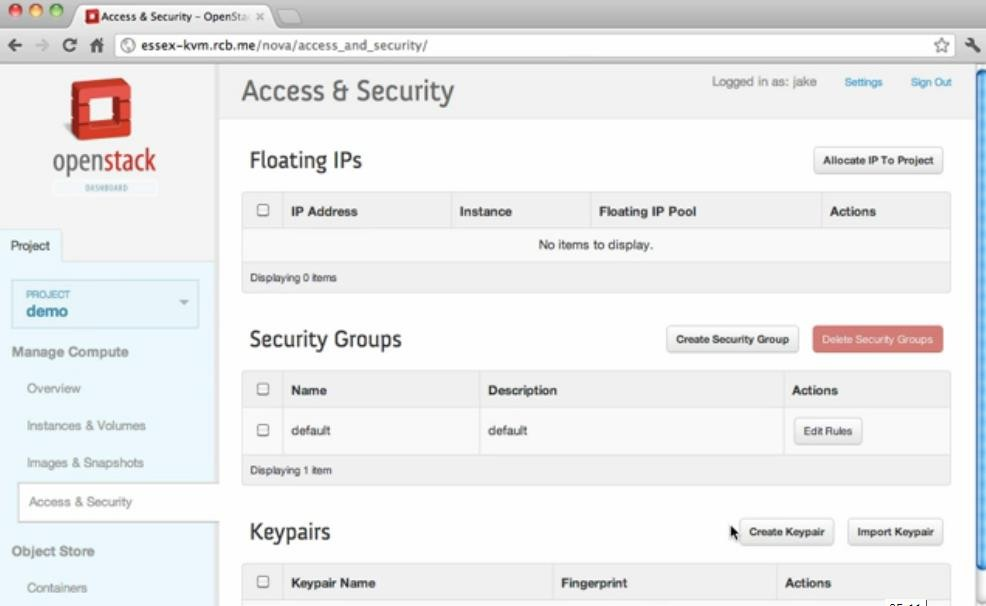 Access & Security - OpenSta
essex-kvm.rcb.me/nova/access_and_security/
openstack
DASHBOARD
Project
PROJECT
demo
Manage Compute
Overview
Instances & Volumes
Images & Snapshots
Access & Security
Object Store
Containers
Access & Security
Logged in as: jake Settings Sign Out
Floating IPs Allocate IP To Project
IP Address Instance Floating IP Pool Actions
No items to display.
Displaying 0 items
Security Groups Create Security Group Delete Security Groups
Name Description Actions
default default Edit Rules
Displaying 1 item
Keypairs Create Keypair Import Keypair
Keypair Name Fingerprint Actions